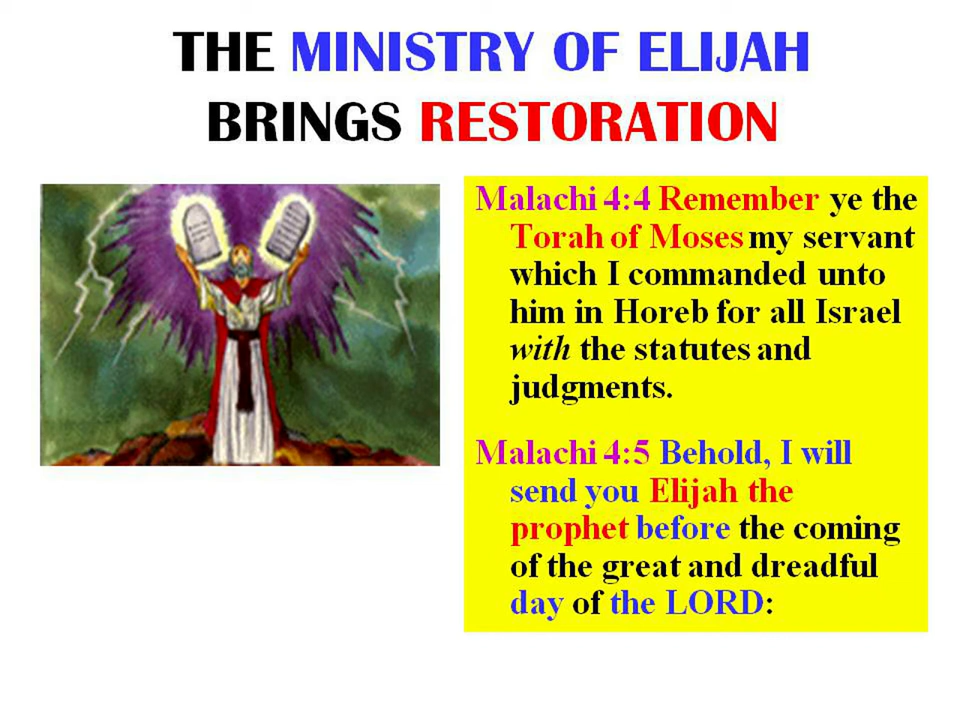 THE MINISTRY OF ELIJAH
BRINGS RESTORATION
Malachi 4:4 Remember ye the
Torah of Moses my servant
which I commanded unto
him in Horeb for all Israel
with the statutes and
judgments.
Malachi 4:5 Behold, I will
send you Elijah the
prophet before the coming
of the great and dreadful
day of the LORD: